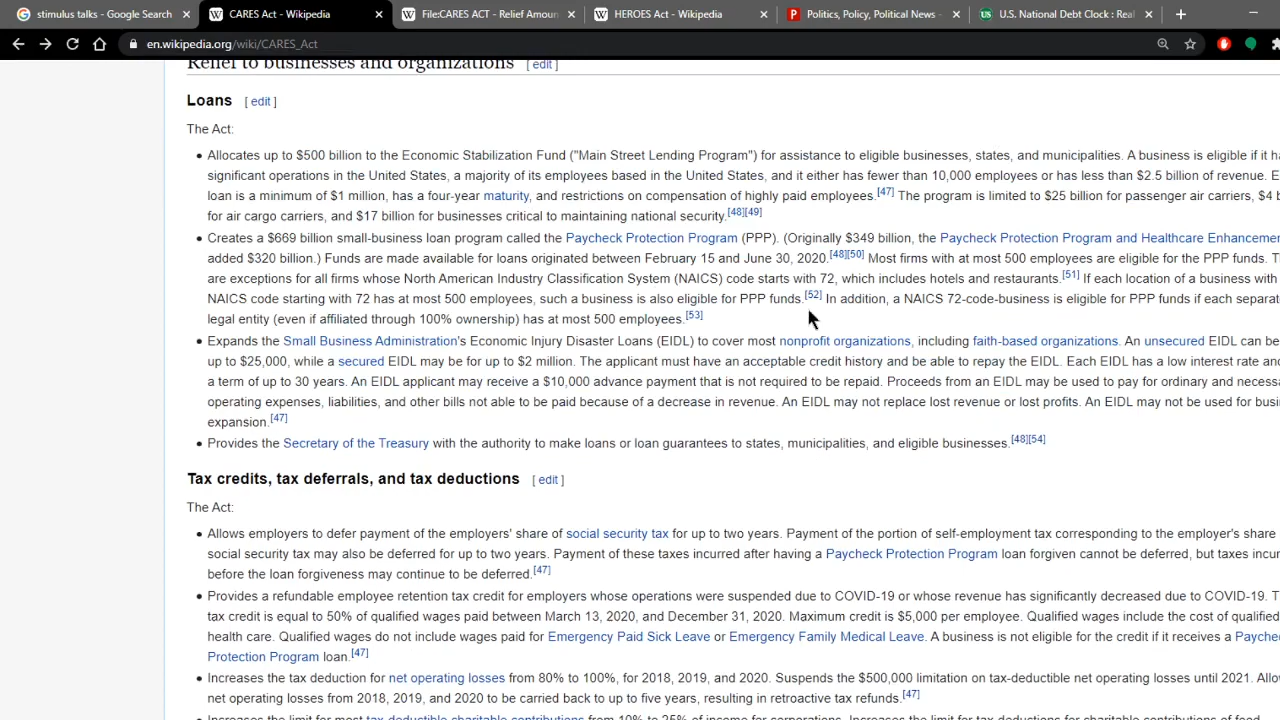 stimulus talks - Google Search
CARES Act - Wikipedia
File:CARES ACT - Relief Amoun
HEROES Act - Wikipedia
Politics, Policy, Political News -
U.S. National Debt Clock : Real
en.wikipedia.org/wiki/CARES_Act
Relief to businesses and organizations [ edit ]
Loans [ edit ]
The Act:
Allocates up to $500 billion to the Economic Stabilization Fund ("Main Street Lending Program") for assistance to eligible businesses, states, and municipalities. A business is eligible if it ha
significant operations in the United States, a majority of its employees based in the United States, and it either has fewer than 10,000 employees or has less than $2.5 billion of revenue. E
loan is a minimum of $1 million, has a four-year maturity, and restrictions on compensation of highly paid employees.[47] The program is limited to $25 billion for passenger air carriers, $4 b
for air cargo carriers, and $17 billion for businesses critical to maintaining national security.[48][49]
Creates a $669 billion small-business loan program called the Paycheck Protection Program (PPP). (Originally $349 billion, the Paycheck Protection Program and Healthcare Enhancemen
added $320 billion.) Funds are made available for loans originated between February 15 and June 30, 2020.[48][50] Most firms with at most 500 employees are eligible for the PPP funds. Th
are exceptions for all firms whose North American Industry Classification System (NAICS) code starts with 72, which includes hotels and restaurants.[51] If each location of a business with
NAICS code starting with 72 has at most 500 employees, such a business is also eligible for PPP funds.[52] In addition, a NAICS 72-code-business is eligible for PPP funds if each separat
legal entity (even if affiliated through 100% ownership) has at most 500 employees.[53]
Expands the Small Business Administration's Economic Injury Disaster Loans (EIDL) to cover most nonprofit organizations, including faith-based organizations. An unsecured EIDL can be
up to $25,000, while a secured EIDL may be for up to $2 million. The applicant must have an acceptable credit history and be able to repay the EIDL. Each EIDL has a low interest rate and
a term of up to 30 years. An EIDL applicant may receive a $10,000 advance payment that is not required to be repaid. Proceeds from an EIDL may be used to pay for ordinary and necessa
operating expenses, liabilities, and other bills not able to be paid because of a decrease in revenue. An EIDL may not replace lost revenue or lost profits. An EIDL may not be used for busi
expansion.[47]
Provides the Secretary of the Treasury with the authority to make loans or loan guarantees to states, municipalities, and eligible businesses.[48][54]
Tax credits, tax deferrals, and tax deductions [ edit ]
The Act:
Allows employers to defer payment of the employers' share of social security tax for up to two years. Payment of the portion of self-employment tax corresponding to the employer's share
social security tax may also be deferred for up to two years. Payment of these taxes incurred after having a Paycheck Protection Program loan forgiven cannot be deferred, but taxes incur
before the loan forgiveness may continue to be deferred.[47]
Provides a refundable employee retention tax credit for employers whose operations were suspended due to COVID-19 or whose revenue has significantly decreased due to COVID-19. T
tax credit is equal to 50% of qualified wages paid between March 13, 2020, and December 31, 2020. Maximum credit is $5,000 per employee. Qualified wages include the cost of qualified
health care. Qualified wages do not include wages paid for Emergency Paid Sick Leave or Emergency Family Medical Leave. A business is not eligible for the credit if it receives a Payche
Protection Program loan.[47]
Increases the tax deduction for net operating losses from 80% to 100%, for 2018, 2019, and 2020. Suspends the $500,000 limitation on tax-deductible net operating losses until 2021. Allo
net operating losses from 2018, 2019, and 2020 to be carried back to up to five years, resulting in retroactive tax refunds.[47]
Increases the limit for most tax deductible charitable contributions from 10% to 25% of income for corporations. Increases the limit for tax deductions for charitable contributions of food